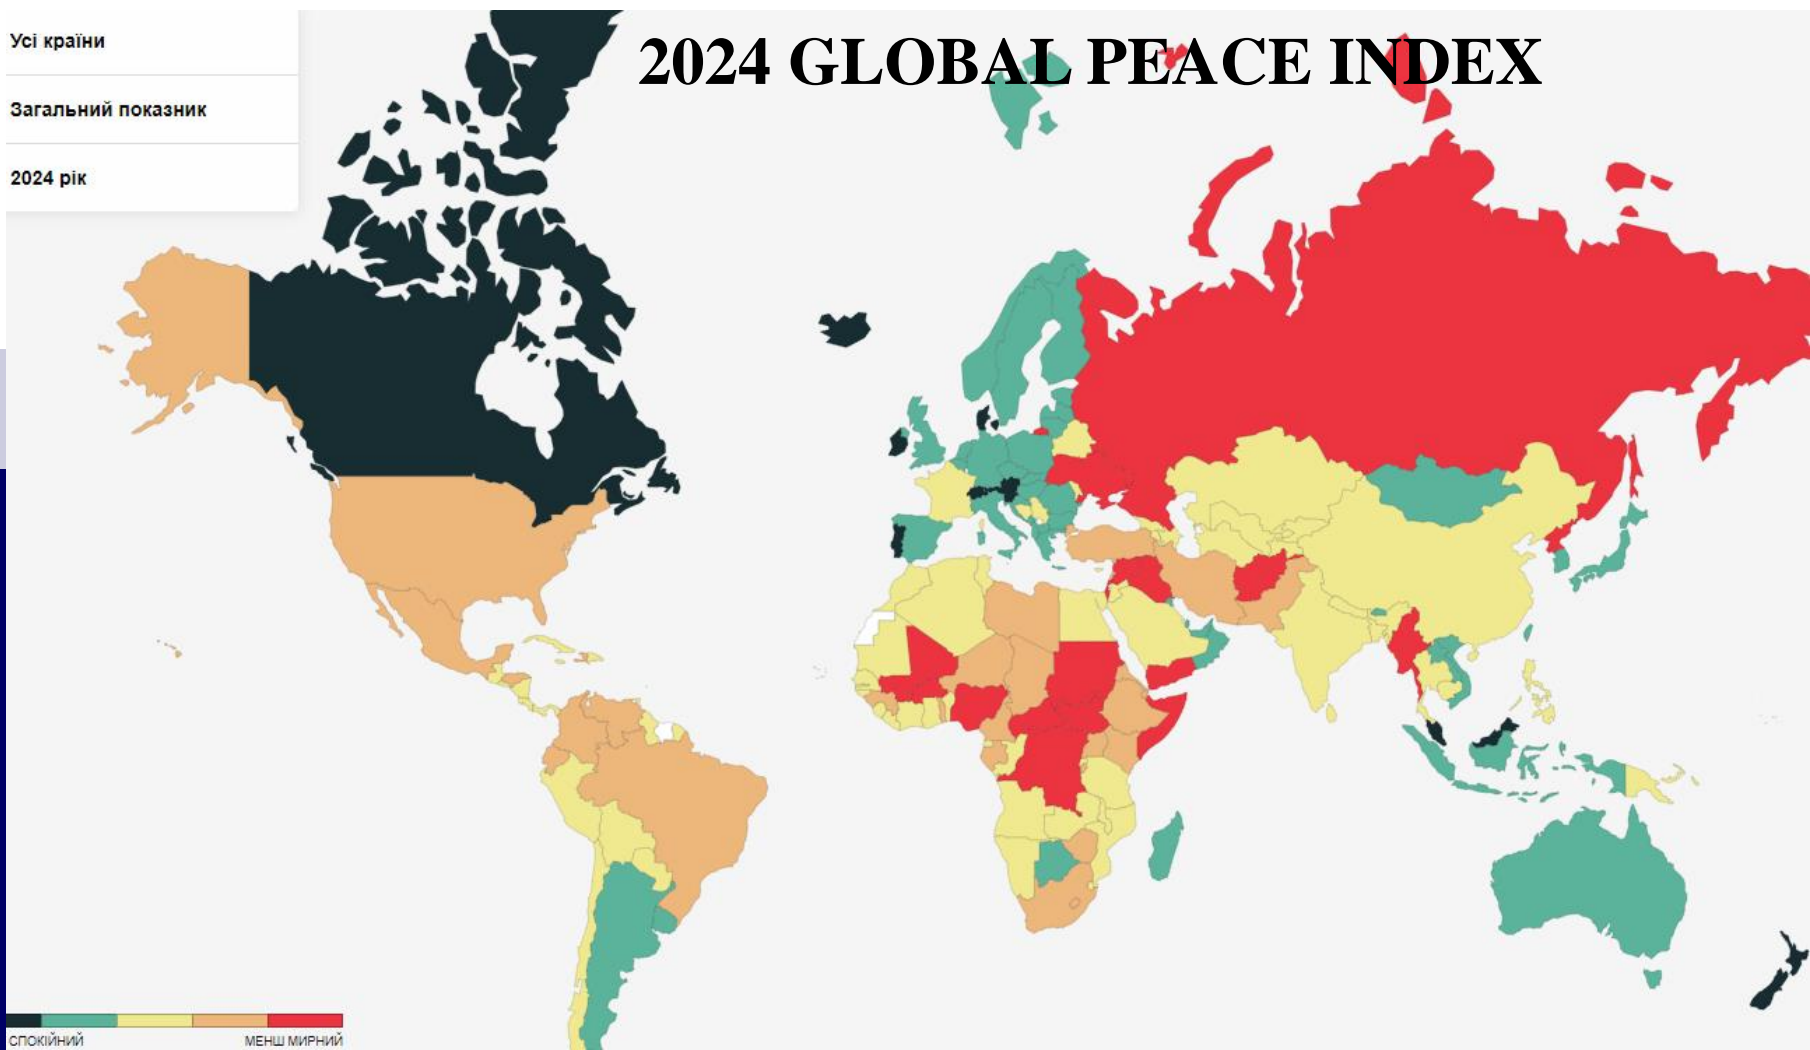 2024 GLOBAL PEACE INDEX
Усі країни
Загальний показник
2024 рік
СПОКІЙНИЙ
МЕНШ МИРНИЙ